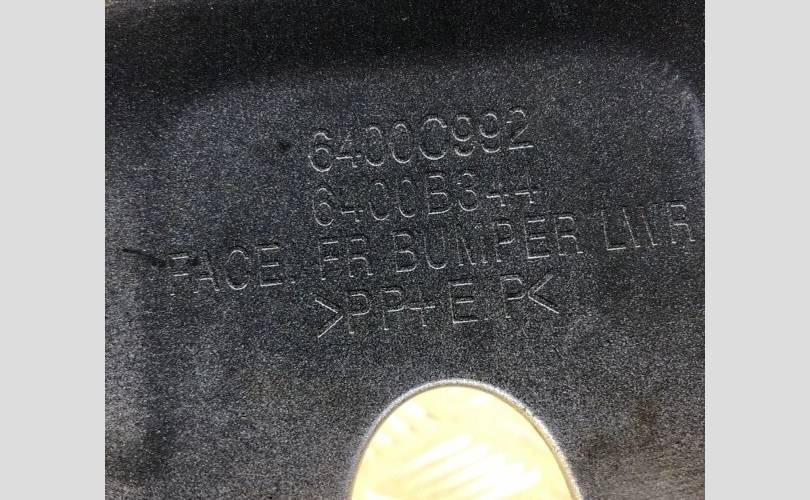 6400C992
6400B344
FACE, FR BUMPER LWR
>PP+E/P<